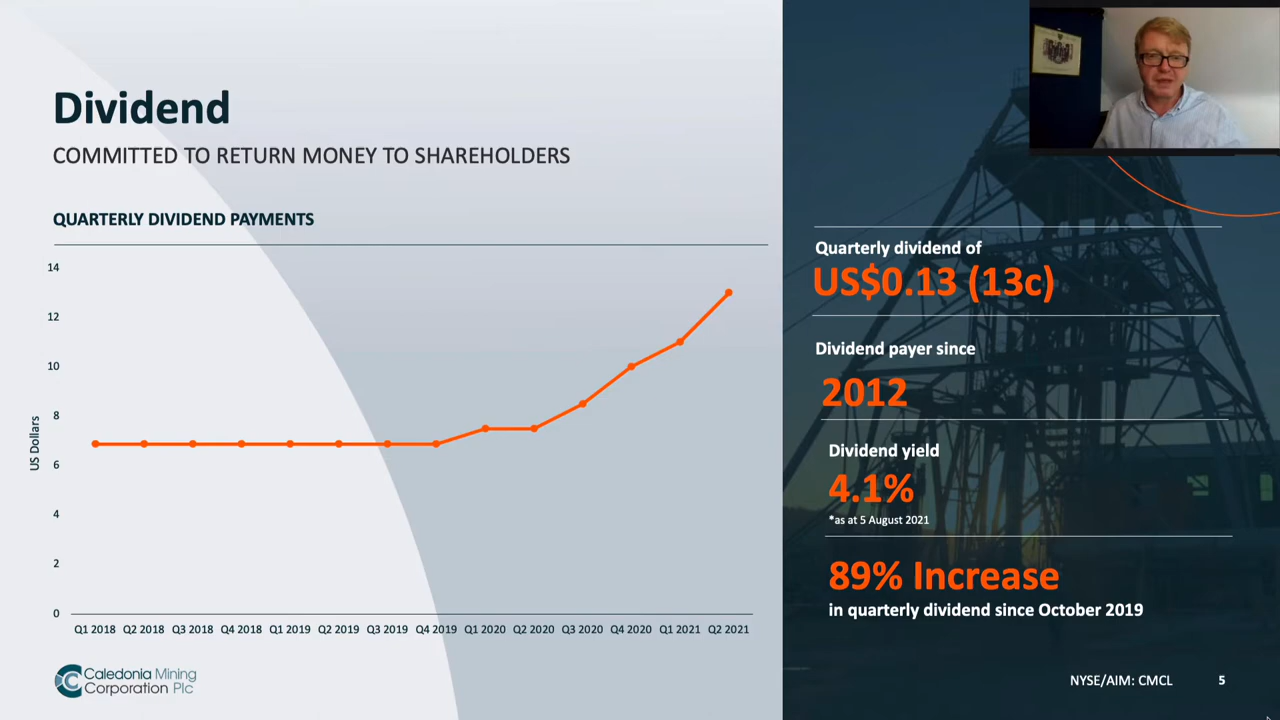 Dividend
COMMITTED TO RETURN MONEY TO SHAREHOLDERS
QUARTERLY DIVIDEND PAYMENTS
14
12
10
8
6
4
2
0
US Dollars
Q1 2018 Q2 2018 Q3 2018 Q4 2018 Q1 2019 Q2 2019 Q3 2019 Q4 2019 Q1 2020 Q2 2020 Q3 2020 Q4 2020 Q1 2021 Q2 2021
Caledonia Mining
Corporation Plc
Quarterly dividend of
US$0.13 (13c)
Dividend payer since
2012
Dividend yield
4.1%
*as at 5 August 2021
89% Increase
in quarterly dividend since October 2019
NYSE/AIM: CMCL
5